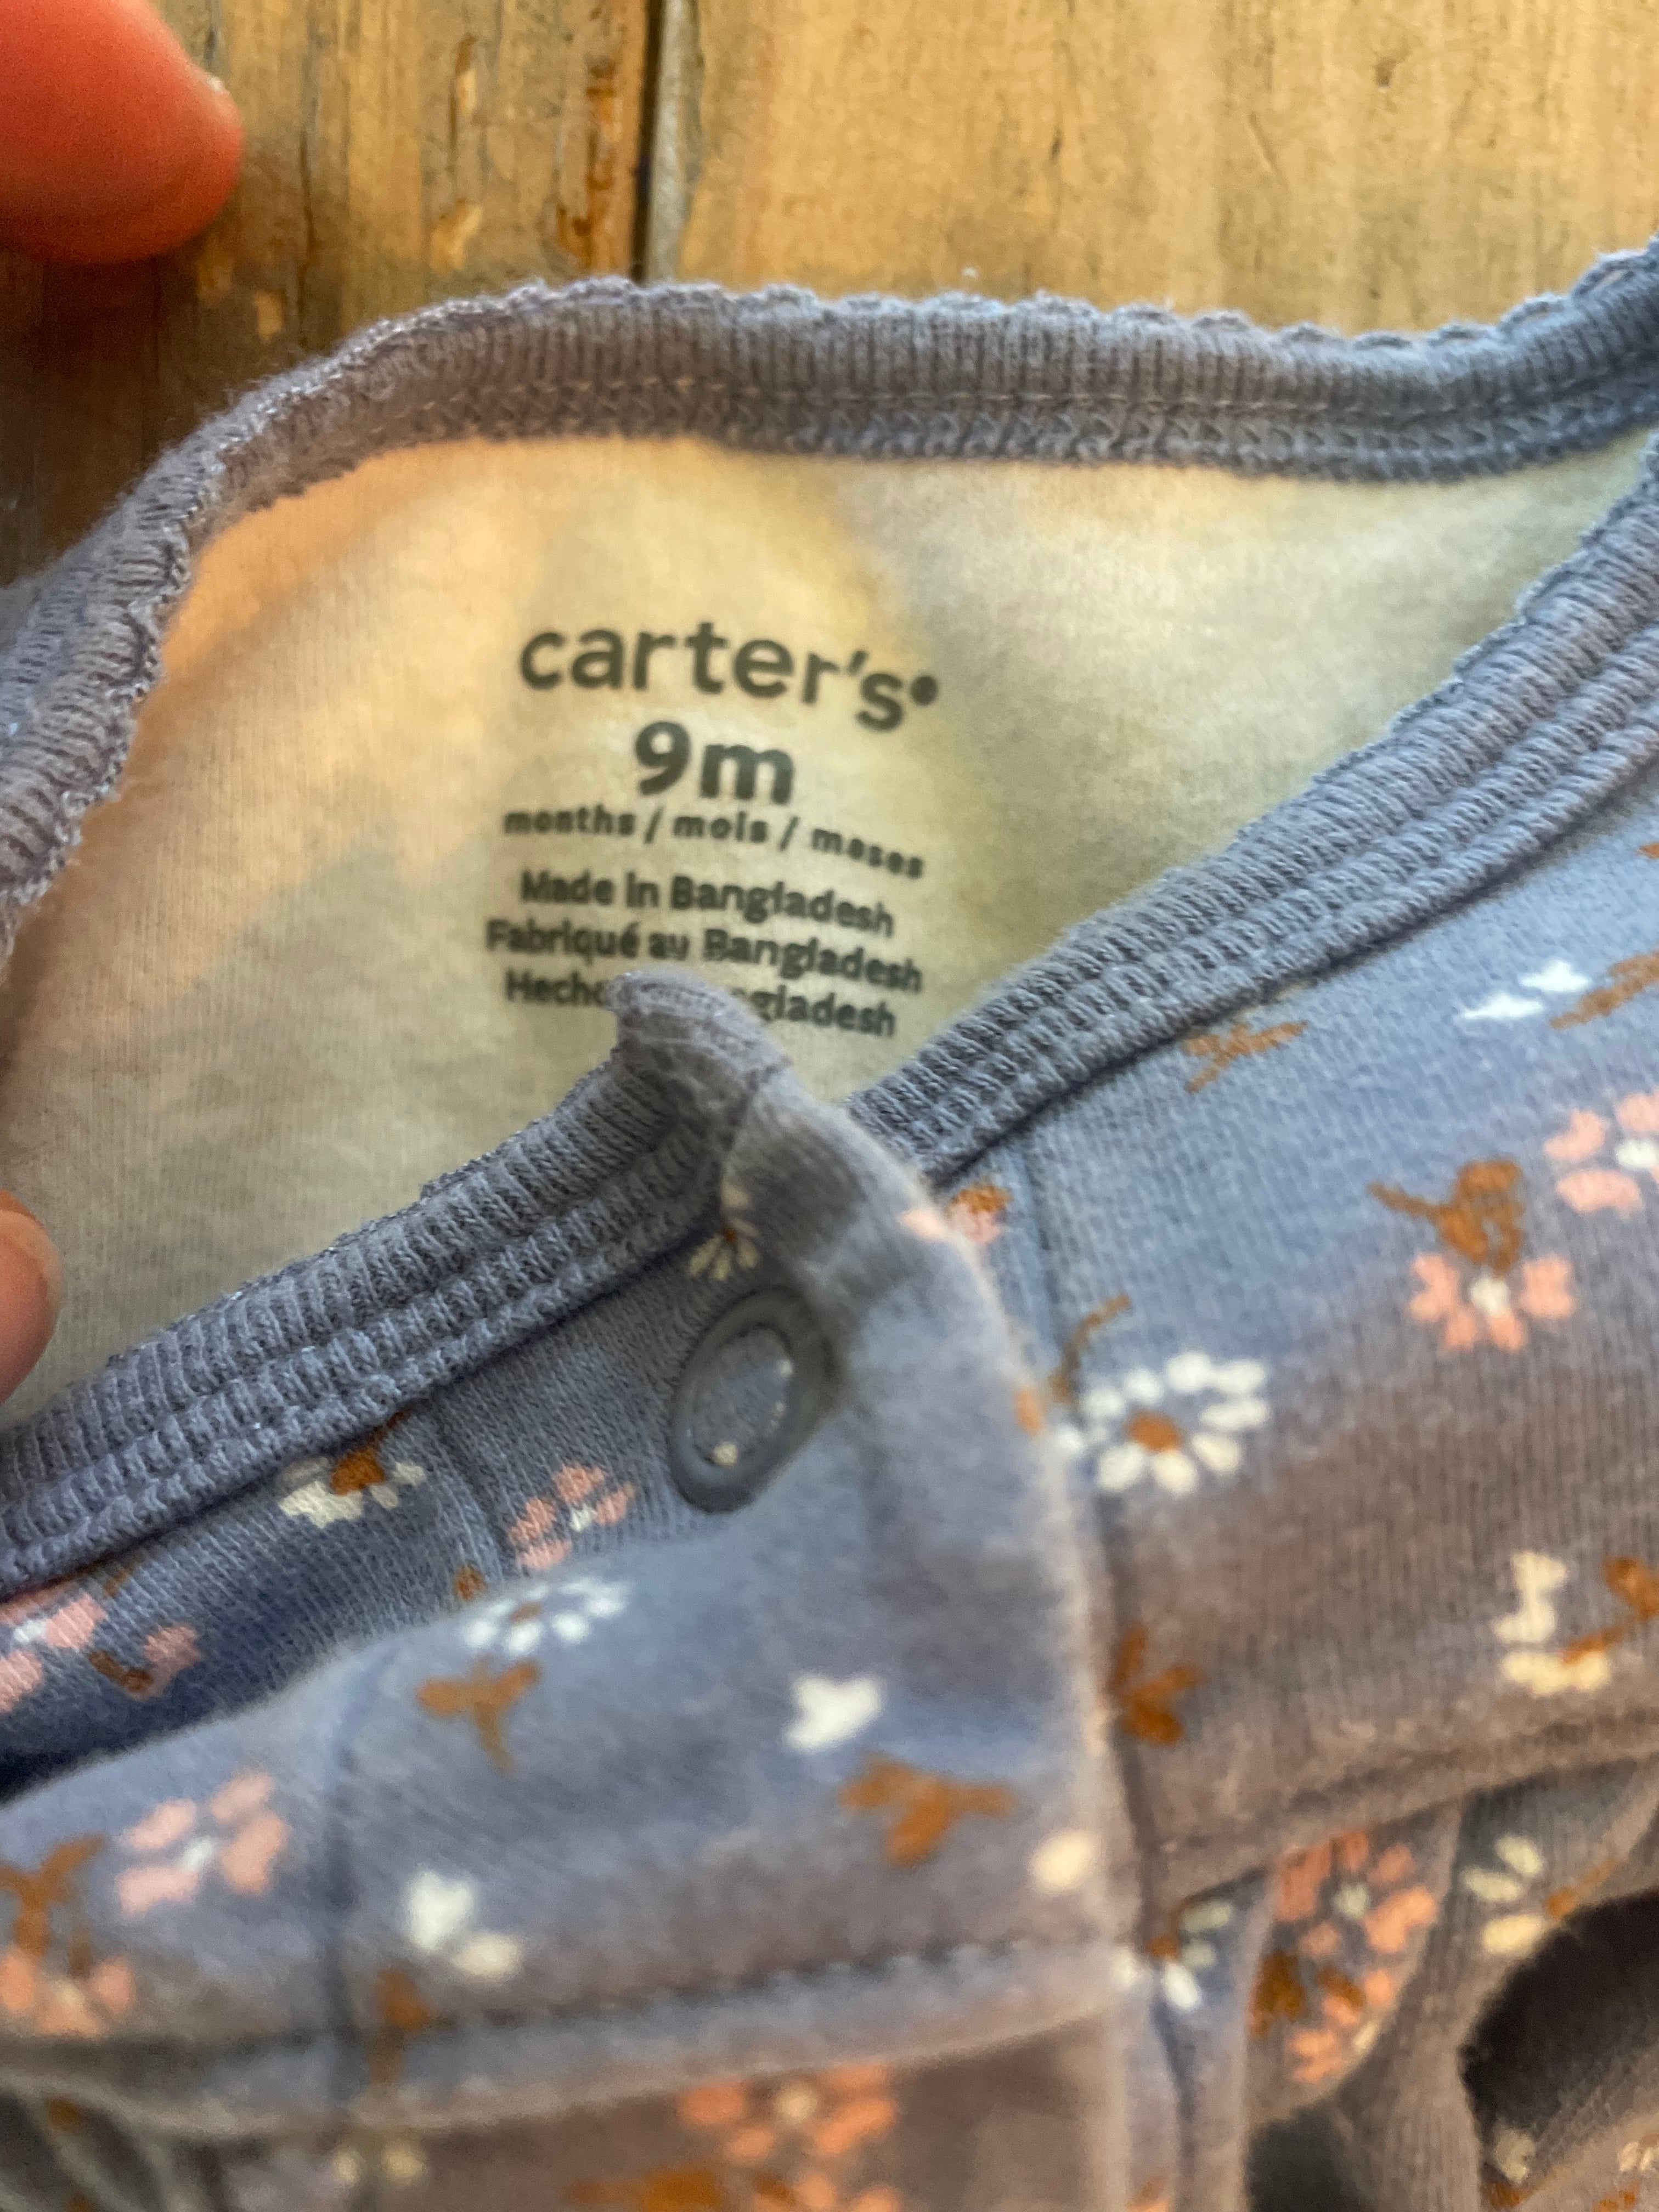 carter's
9m
months / mois / meses
Made in Bangladesh
Fabriqué au Bangladesh